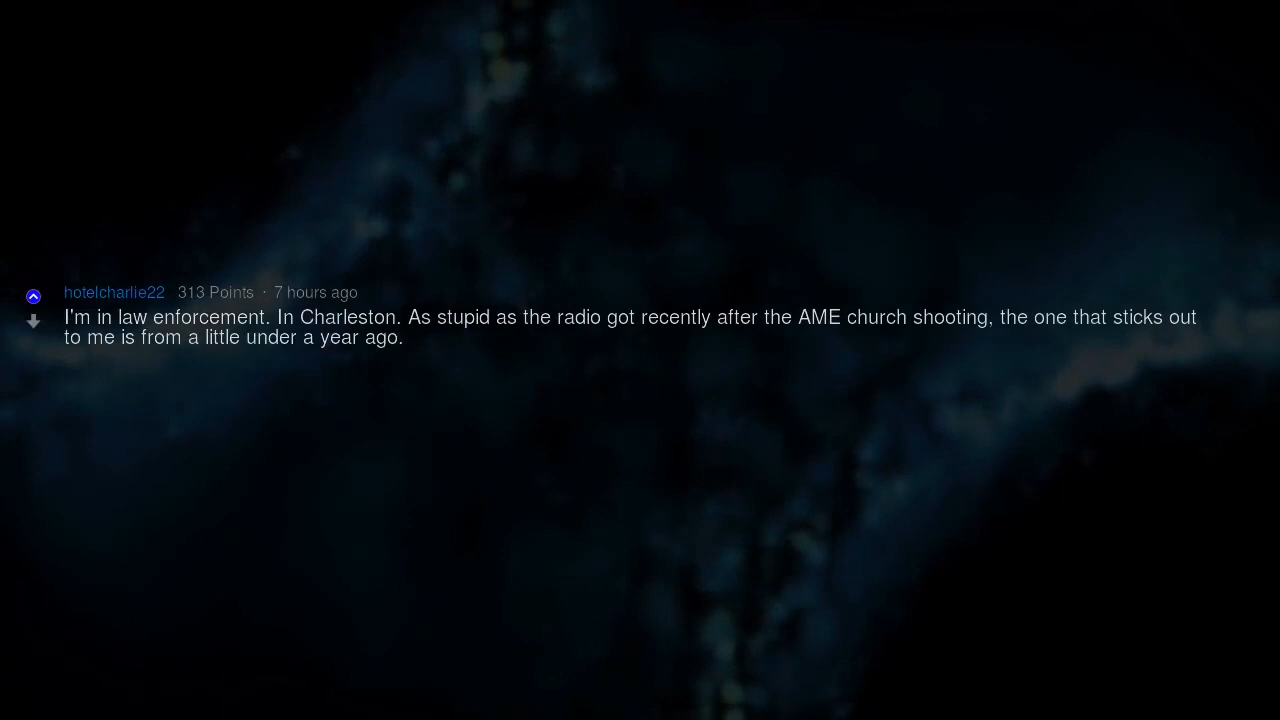 hotelcharlie22 313 Points · 7 hours ago
I'm in law enforcement. In Charleston. As stupid as the radio got recently after the AME church shooting, the one that sticks out
to me is from a little under a year ago.